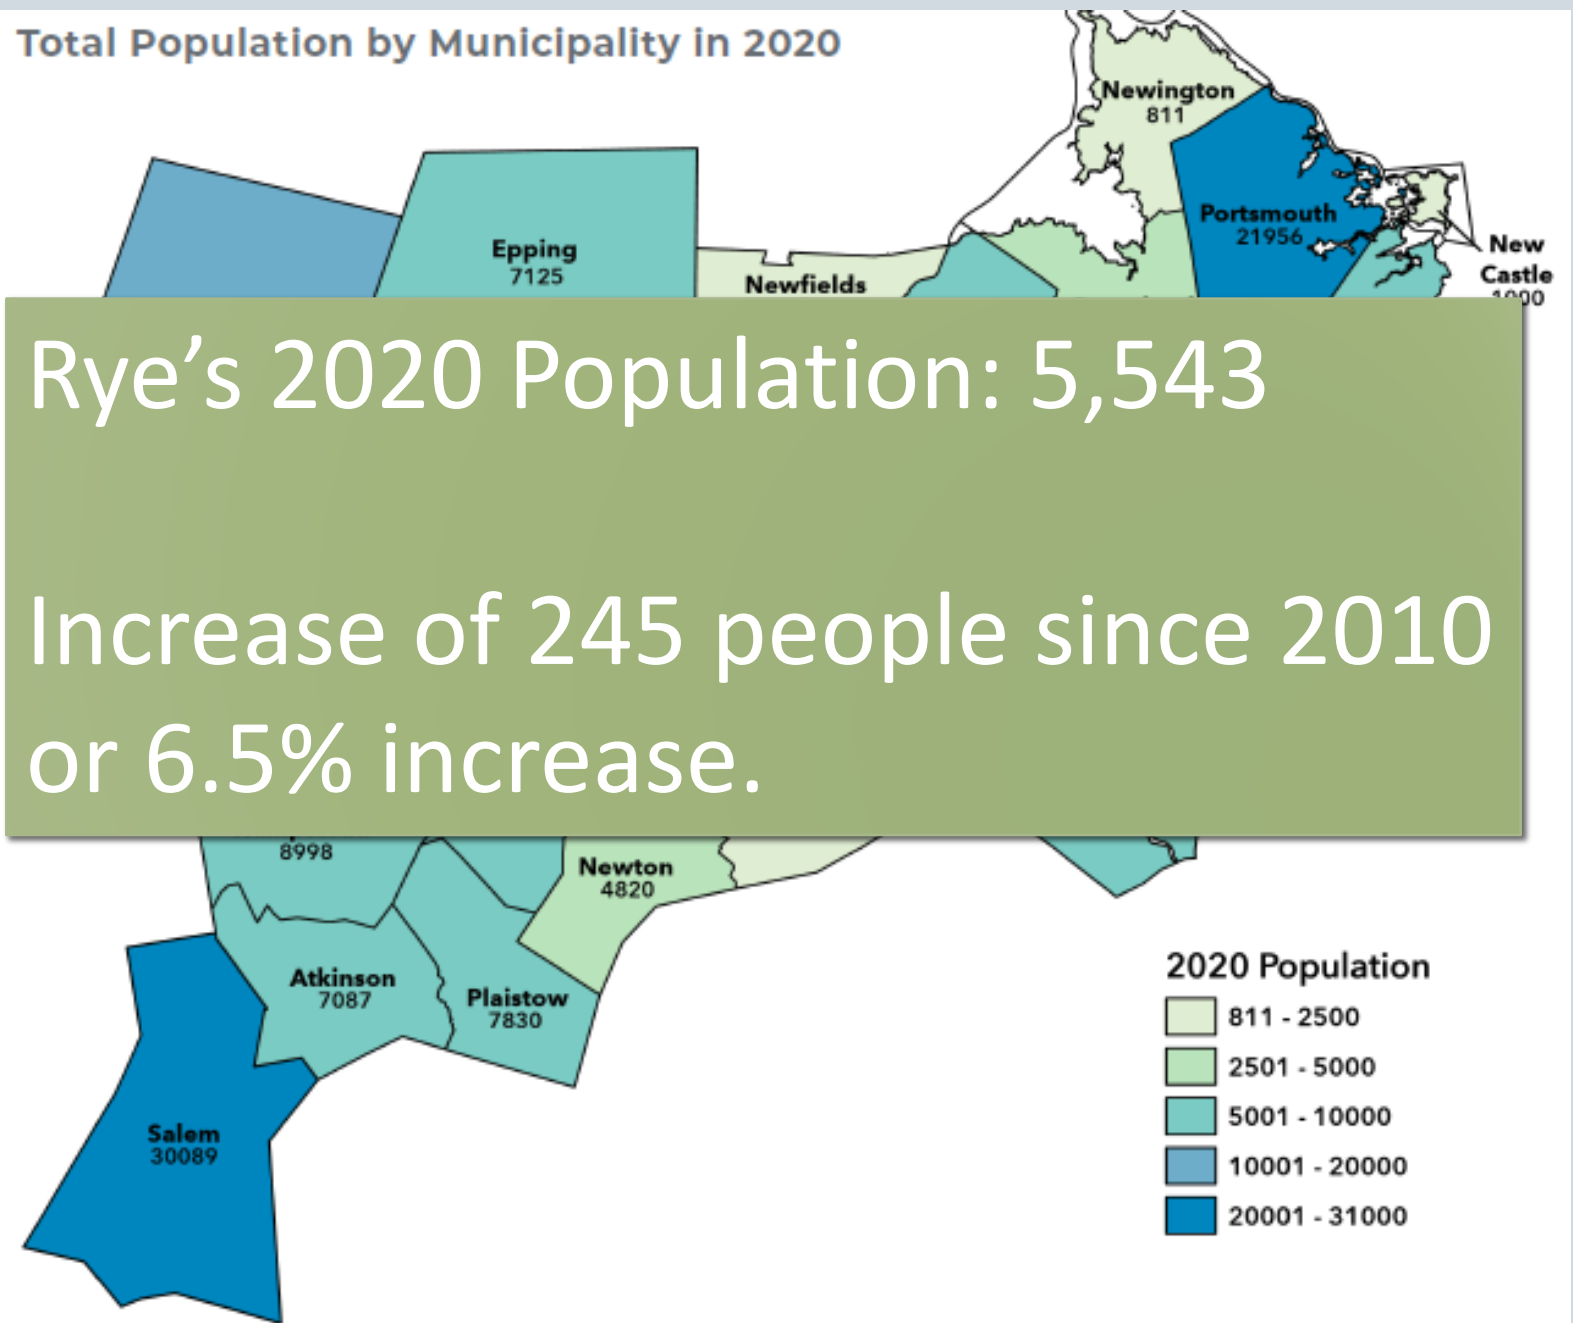 Total Population by Municipality in 2020
Newington
811
Portsmouth
21956
New
Castle
Epping
7125
Newfields
Rye’s 2020 Population: 5,543
Increase of 245 people since 2010
or 6.5% increase.
8998
Newton
4820
Atkinson
7087
Plaistow
7830
Salem
30089
2020 Population
811 - 2500
2501 - 5000
5001 - 10000
10001 - 20000
20001 - 31000